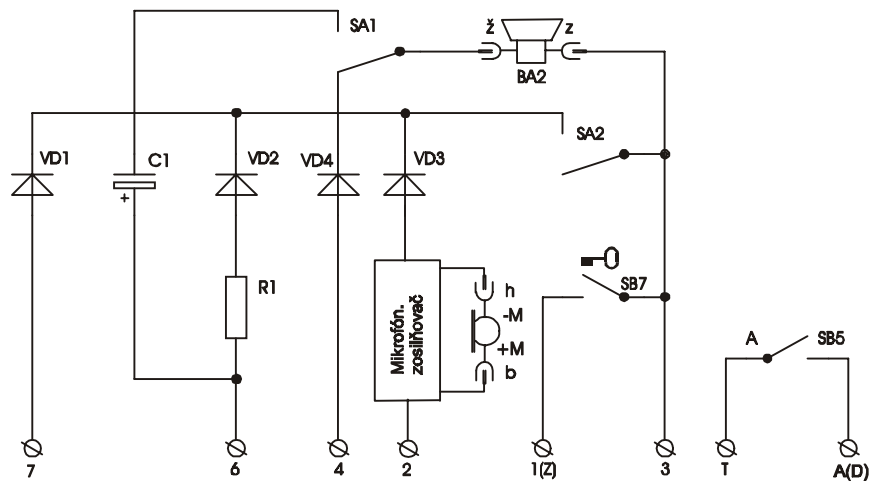 SA1
ž
z
BA2
SA2
VD1
C1
VD2
VD4
VD3
+
R1
Mikrofón.
zosilňovač
h
-M
+M
b
SB7
A
SB5
7
6
4
2
1(Z)
3
T
A(D)